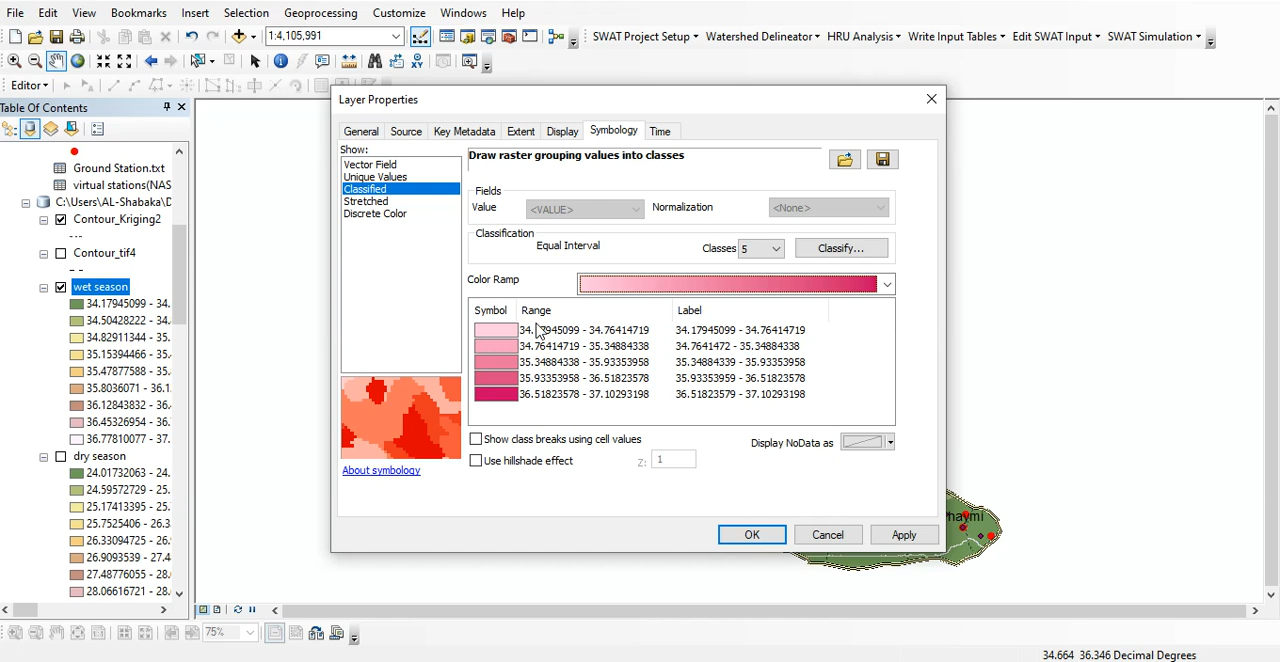 File Edit View Bookmarks Insert Selection Geoprocessing Customize Windows Help
1:4,105,991
SWAT Project Setup Watershed Delineator HRU Analysis Write Input Tables Edit SWAT Input SWAT Simulation
Editor
Table Of Contents
Ground Station.txt
virtual stations(NAS
C:\Users\AL-Shabaka\D
Contour_Kriging2
Contour_tif4
wet season
34.17945099 - 34.
34.50428222 - 34.
34.82911344 - 35.
35.15394466 - 35.
35.47877588 - 35.
35.8036071 - 36.1
36.12843832 - 36.
36.45326954 - 36.
36.77810077 - 37.
dry season
24.01732063 - 24.
24.59572729 - 25.
25.17413395 - 25.
25.7525406 - 26.3
26.33094725 - 26.
26.9093539 - 27.4
27.48776055 - 28.
28.06616721 - 28.
Layer Properties
General Source Key Metadata Extent Display Symbology Time
Show:
Vector Field
Unique Values
Classified
Stretched
Discrete Color
About symbology
Draw raster grouping values into classes
Fields
Value <VALUE> Normalization <None>
Classification
Equal Interval Classes 5 Classify...
Color Ramp
Symbol Range Label
34.17945099 - 34.76414719 34.17945099 - 34.76414719
34.76414719 - 35.34884338 34.7641472 - 35.34884338
35.34884338 - 35.93353958 35.34884339 - 35.93353958
35.93353958 - 36.51823578 35.93353959 - 36.51823578
36.51823578 - 37.10293198 36.51823579 - 37.10293198
Show class breaks using cell values Display NoData as
Use hillshade effect Z: 1
OK Cancel Apply
75%
34.664 36.346 Decimal Degrees